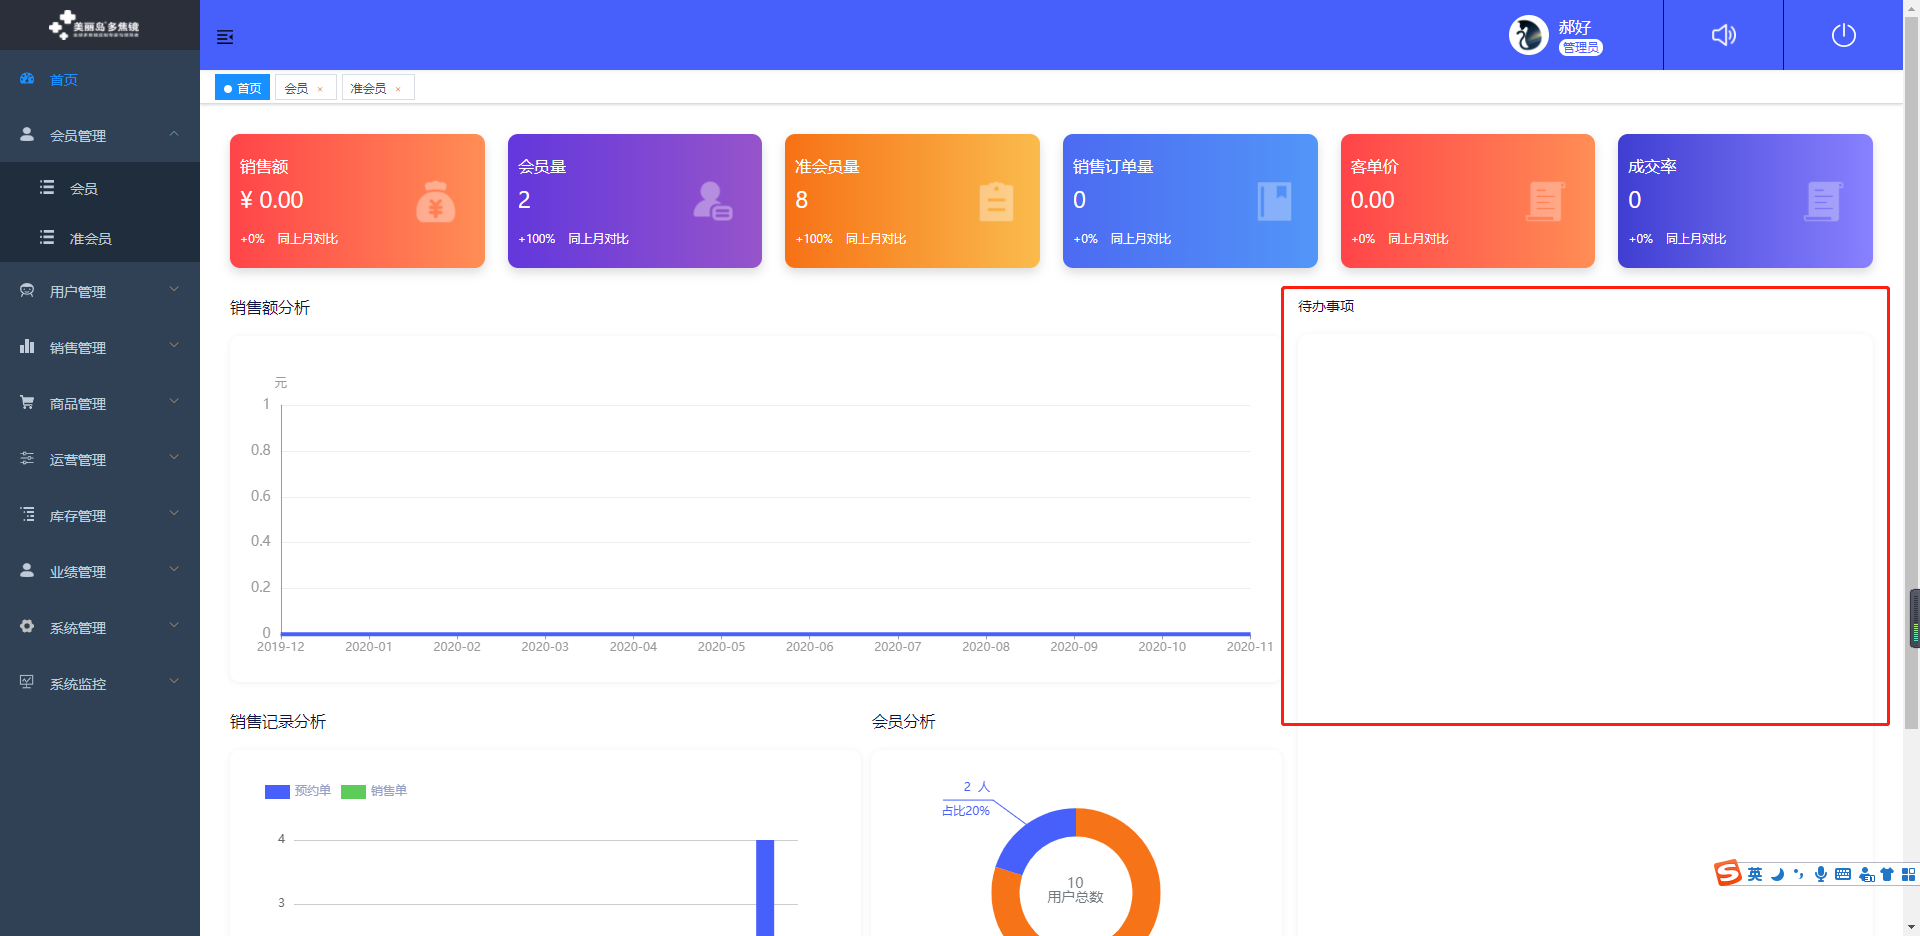 美丽岛 多焦镜
首页
会员管理
会员
准会员
用户管理
销售管理
商品管理
运营管理
库存管理
业绩管理
系统管理
系统监控
郝好
管理员
首页
会员 ×
准会员 ×
销售额
¥ 0.00
+0% 同上月对比
会员量
2
+100% 同上月对比
准会员量
8
+100% 同上月对比
销售订单量
0
+0% 同上月对比
客单价
0.00
+0% 同上月对比
成交率
0
+0% 同上月对比
销售额分析
元
1
0.8
0.6
0.4
0.2
0
2019-12 2020-01 2020-02 2020-03 2020-04 2020-05 2020-06 2020-07 2020-08 2020-09 2020-10 2020-11
待办事项
销售记录分析
预约单 销售单
4
3
会员分析
2 人
占比20%
10
用户总数
英